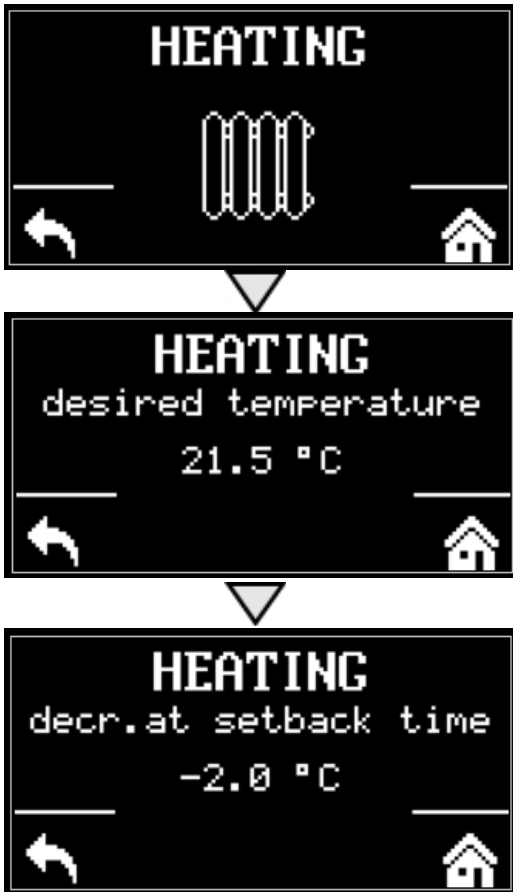 HEATING
HEATING
desired temperature
21.5 °C
HEATING
decr.at setback time
-2.0 °C